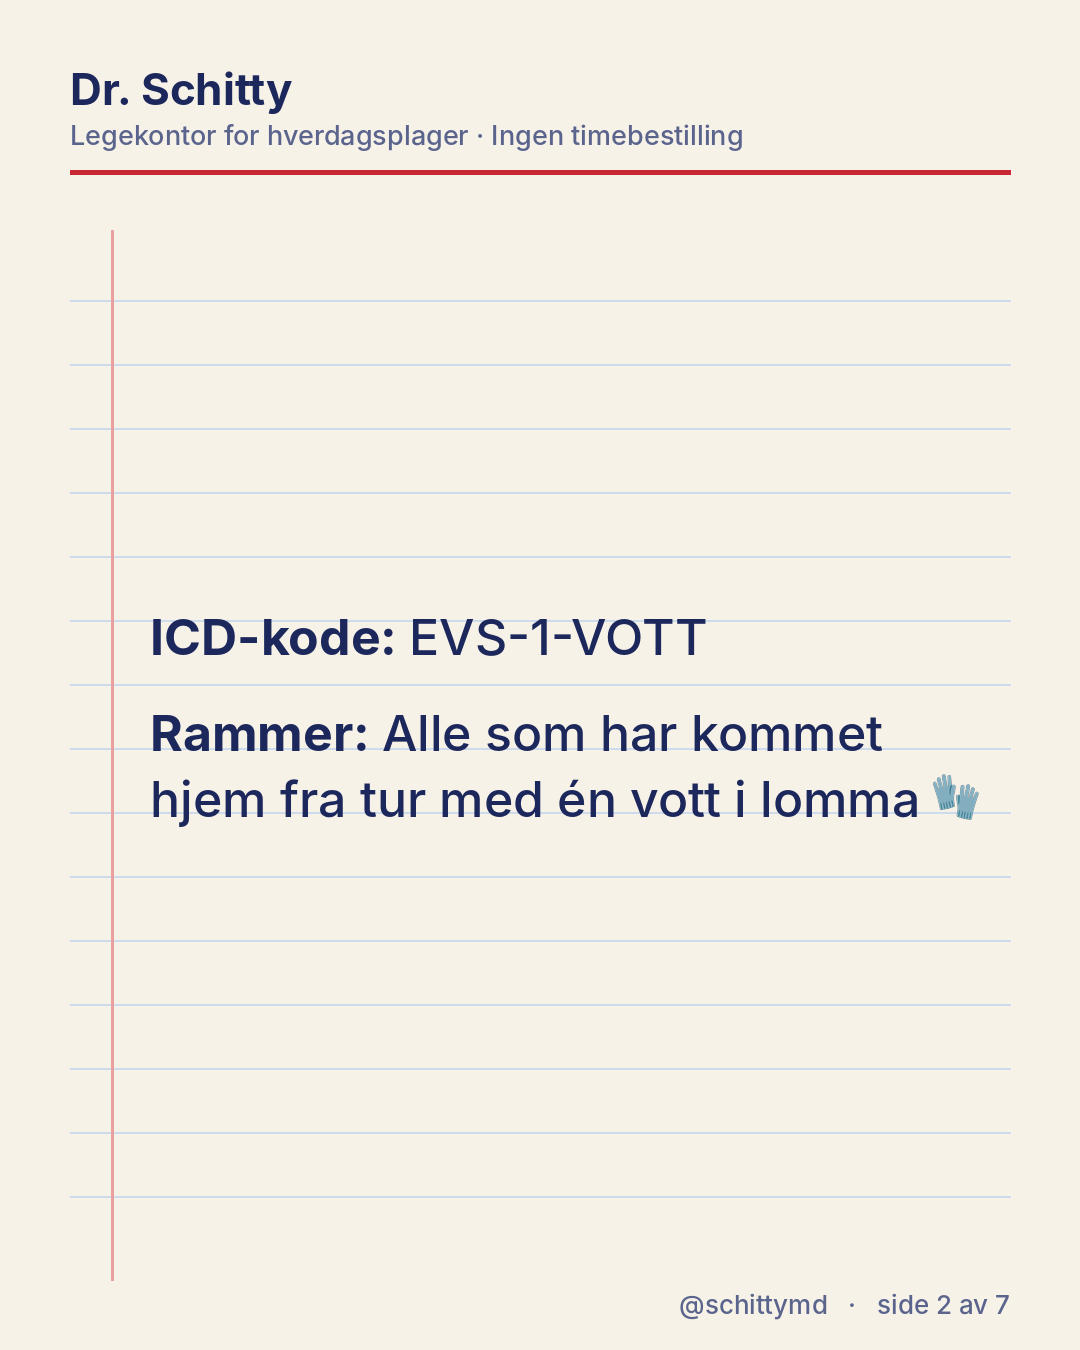 Dr. Schitty
Legekontor for hverdagsplager · Ingen timebestilling
ICD-kode: EVS-1-VOTT
Rammer: Alle som har kommet
hjem fra tur med én vott i lomma 🧤
@schittymd · side 2 av 7